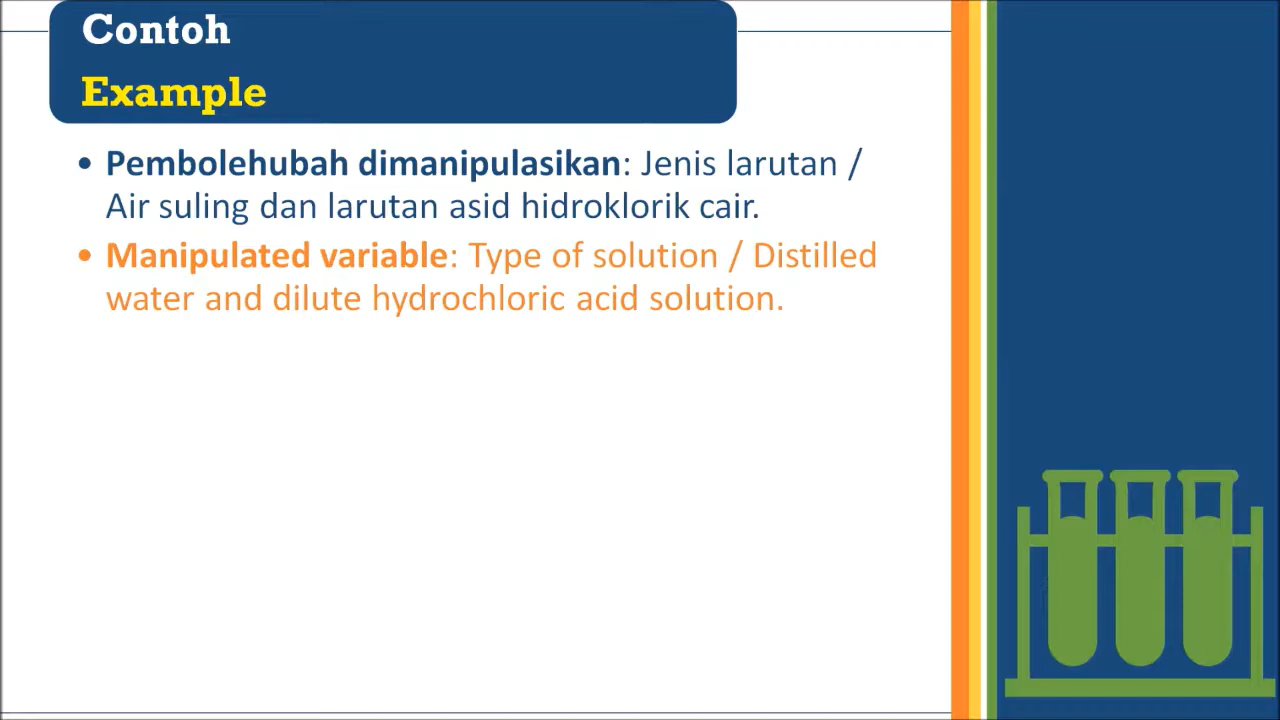 Contoh
Example
• Pembolehubah dimanipulasikan: Jenis larutan /
Air suling dan larutan asid hidroklorik cair.
• Manipulated variable: Type of solution / Distilled
water and dilute hydrochloric acid solution.